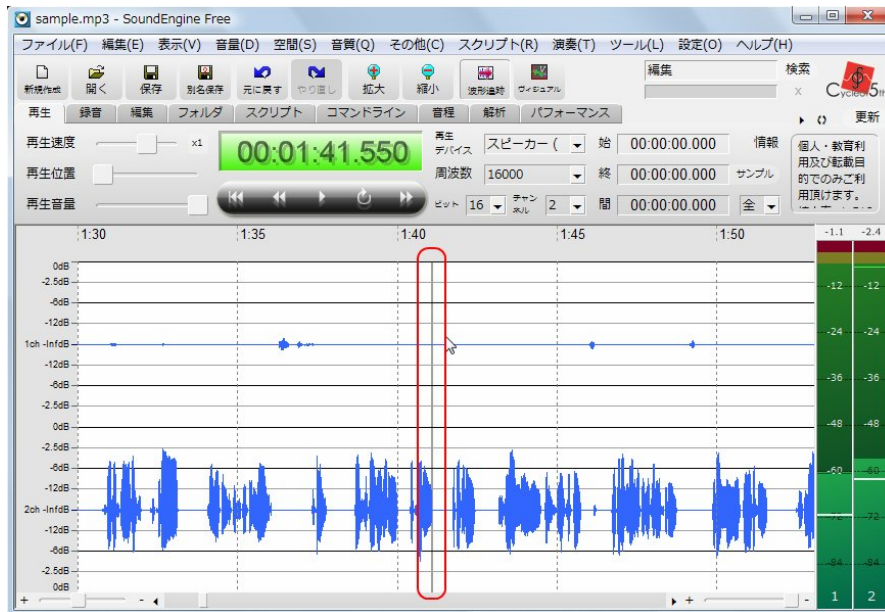 sample.mp3 - SoundEngine Free
ファイル(F) 編集(E) 表示(V) 音量(D) 空間(S) 音質(Q) その他(C) スクリプト(R) 演奏(T) ツール(L) 設定(O) ヘルプ(H)
新規作成 開く 保存 別名保存 元に戻す やり直し 拡大 縮小 波形追跡 ヴィジュアル
編集 検索
X
Cycle of 5th
再生 録音 編集 フォルダ スクリプト コマンドライン 音程 解析 パフォーマンス
更新
再生速度 x1
再生位置
再生音量
00:01:41.550
再生デバイス スピーカー (
周波数 16000
ビット 16 チャンネル 2
始 00:00:00.000 情報
終 00:00:00.000 サンプル
間 00:00:00.000 全
個人・教育利
用及び転載目
的でのみご利
用頂けます。
1:30 1:35 1:40 1:45 1:50
-1.1 -2.4
0dB
-2.5dB
-6dB
-12dB
1ch -InfdB
-12dB
-6dB
-2.5dB
0dB
-2.5dB
-6dB
-12dB
2ch -InfdB
-12dB
-6dB
-2.5dB
0dB
-12 -12
-24 -24
-36 -36
-48 -48
-60 -60
-72 -72
-84 -84
1 2
+ - + -